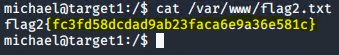 michael@target1:/$ cat /var/www/flag2.txt
flag2{fc3fd58dcdad9ab23faca6e9a36e581c}
michael@target1:/$